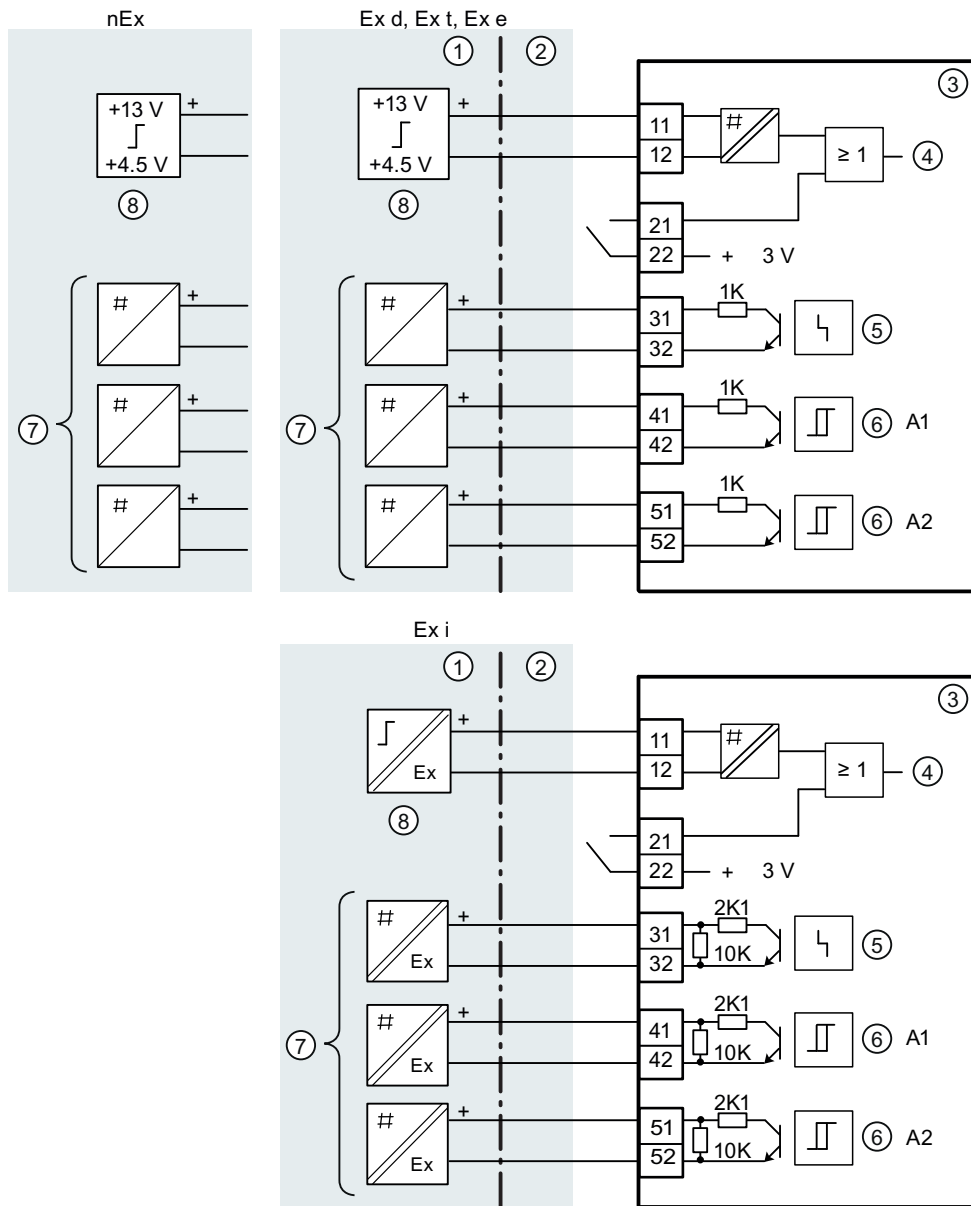 nEx
Ex d, Ex t, Ex e
① ②
③
+13 V +
+4.5 V
⑧
+13 V +
+4.5 V
⑧
11
12
#
≥ 1 ④
21
22 + 3 V
⑦
# +
# +
# +
⑦
# +
# +
# +
31
32
1K
⑤
41
42
1K
⑥ A1
51
52
1K
⑥ A2
Ex i
① ②
③
+
Ex
⑧
11
12
#
≥ 1 ④
21
22 + 3 V
⑦
# +
Ex
31
32
2K1
10K
⑤
# +
Ex
41
42
2K1
10K
⑥ A1
# +
Ex
51
52
2K1
10K
⑥ A2